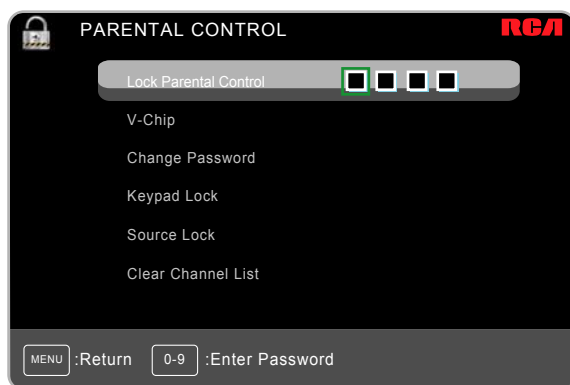 PARENTAL CONTROL RCA
Lock Parental Control
V-Chip
Change Password
Keypad Lock
Source Lock
Clear Channel List
MENU :Return 0-9 :Enter Password